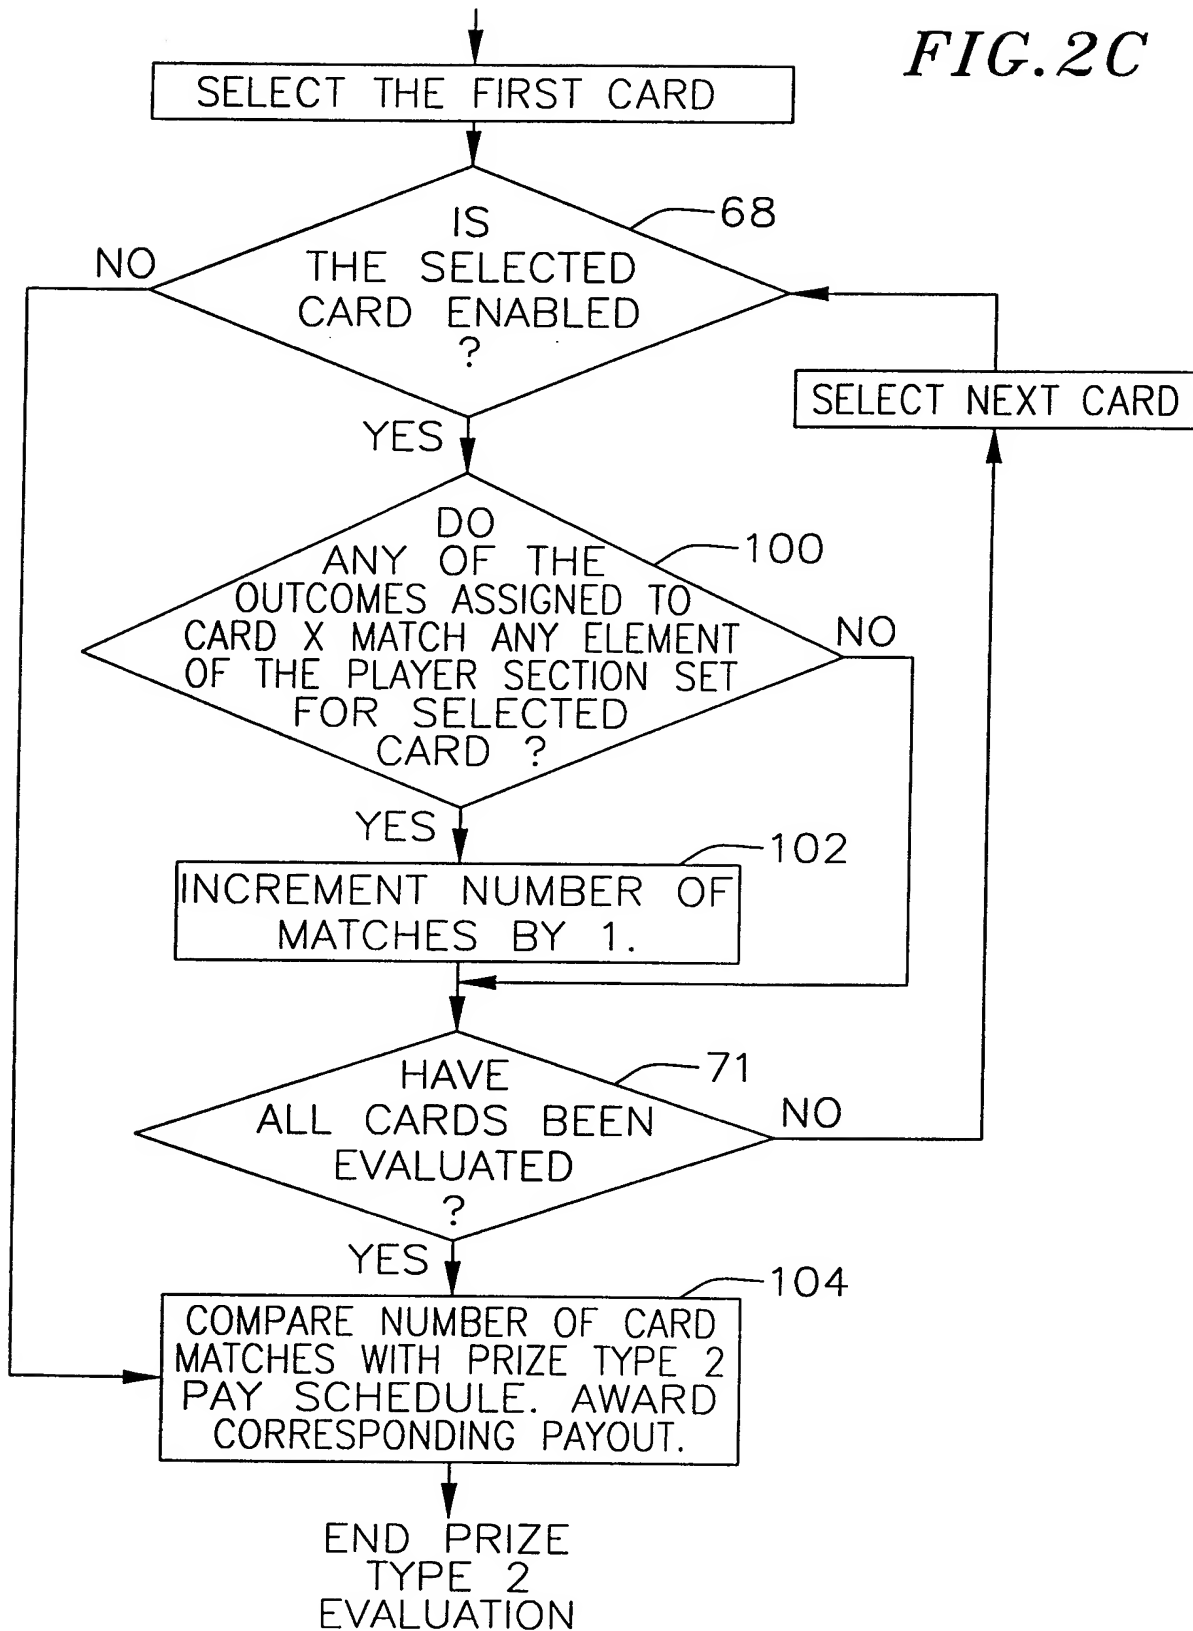 FIG.2C
SELECT THE FIRST CARD
IS
THE SELECTED
CARD ENABLED
?
68
NO
SELECT NEXT CARD
YES
DO
ANY OF THE
OUTCOMES ASSIGNED TO
CARD X MATCH ANY ELEMENT
OF THE PLAYER SECTION SET
FOR SELECTED
CARD ?
100
NO
YES
102
INCREMENT NUMBER OF
MATCHES BY 1.
HAVE
ALL CARDS BEEN
EVALUATED
?
71
NO
YES
104
COMPARE NUMBER OF CARD
MATCHES WITH PRIZE TYPE 2
PAY SCHEDULE. AWARD
CORRESPONDING PAYOUT.
END PRIZE
TYPE 2
EVALUATION